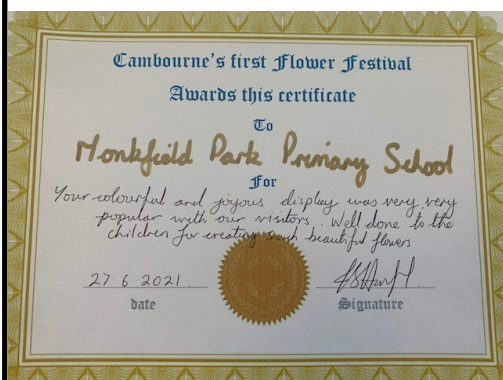 Cambourne's first Flower Festival
Awards this certificate
To
Monkfield Park Primary School
For
Your colourful and joyous display was very very
popular with our visitors. Well done to the
children for creating such beautiful flowers
27.6 2021
date
Signature